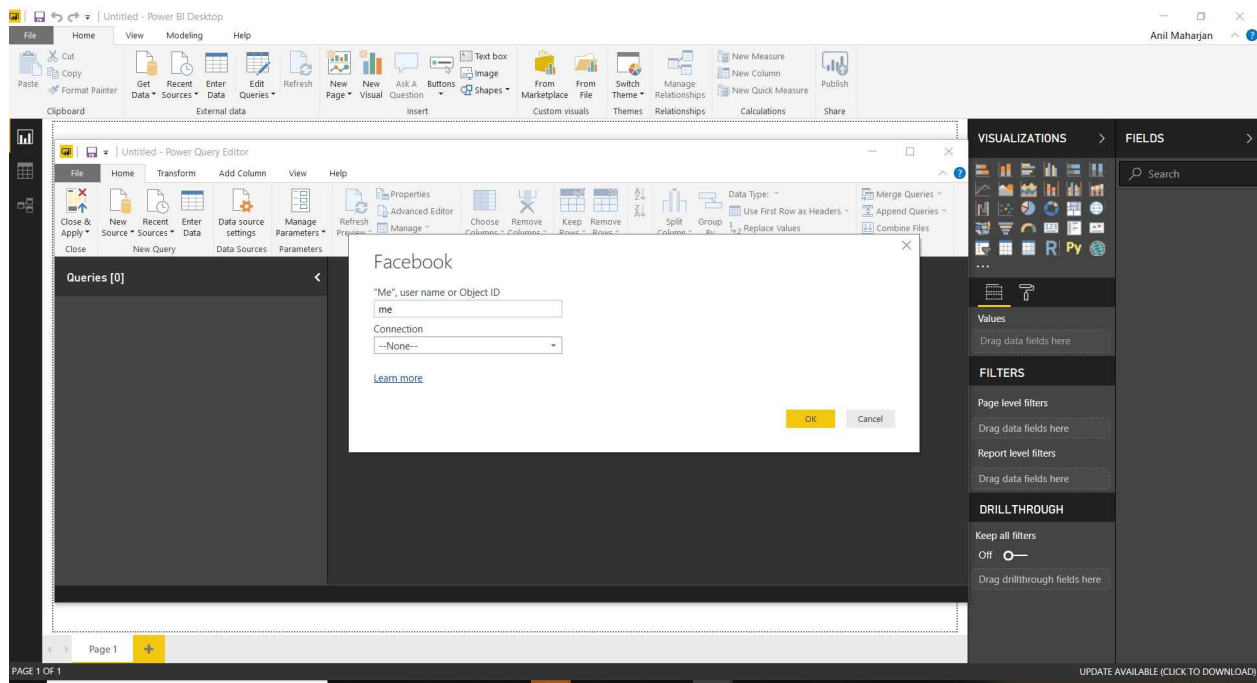 Untitled - Power BI Desktop
File Home View Modeling Help
Anil Maharjan
Paste
Cut
Copy
Format Painter
Clipboard
Get Data
Recent Sources
Enter Data
Edit Queries
Refresh
External data
New Page
New Visual
Ask A Question
Buttons
Text box
Image
Shapes
Insert
From Marketplace
From File
Custom visuals
Switch Theme
Themes
Manage Relationships
Relationships
New Measure
New Column
New Quick Measure
Calculations
Publish
Share
Untitled - Power Query Editor
File Home Transform Add Column View Help
Close & Apply
Close
New Source
Recent Sources
Enter Data
New Query
Data source settings
Data Sources
Manage Parameters
Parameters
Refresh Preview
Properties
Advanced Editor
Manage
Choose Columns
Remove Columns
Keep Rows
Remove Rows
Split Column
Group By
Data Type:
Use First Row as Headers
Replace Values
Merge Queries
Append Queries
Combine Files
Queries [0]
Facebook
"Me", user name or Object ID
me
Connection
--None--
Learn more
OK
Cancel
VISUALIZATIONS
R Py
...
Values
Drag data fields here
FILTERS
Page level filters
Drag data fields here
Report level filters
Drag data fields here
DRILLTHROUGH
Keep all filters
Off
Drag drillthrough fields here
FIELDS
Search
Page 1
PAGE 1 OF 1
UPDATE AVAILABLE (CLICK TO DOWNLOAD)